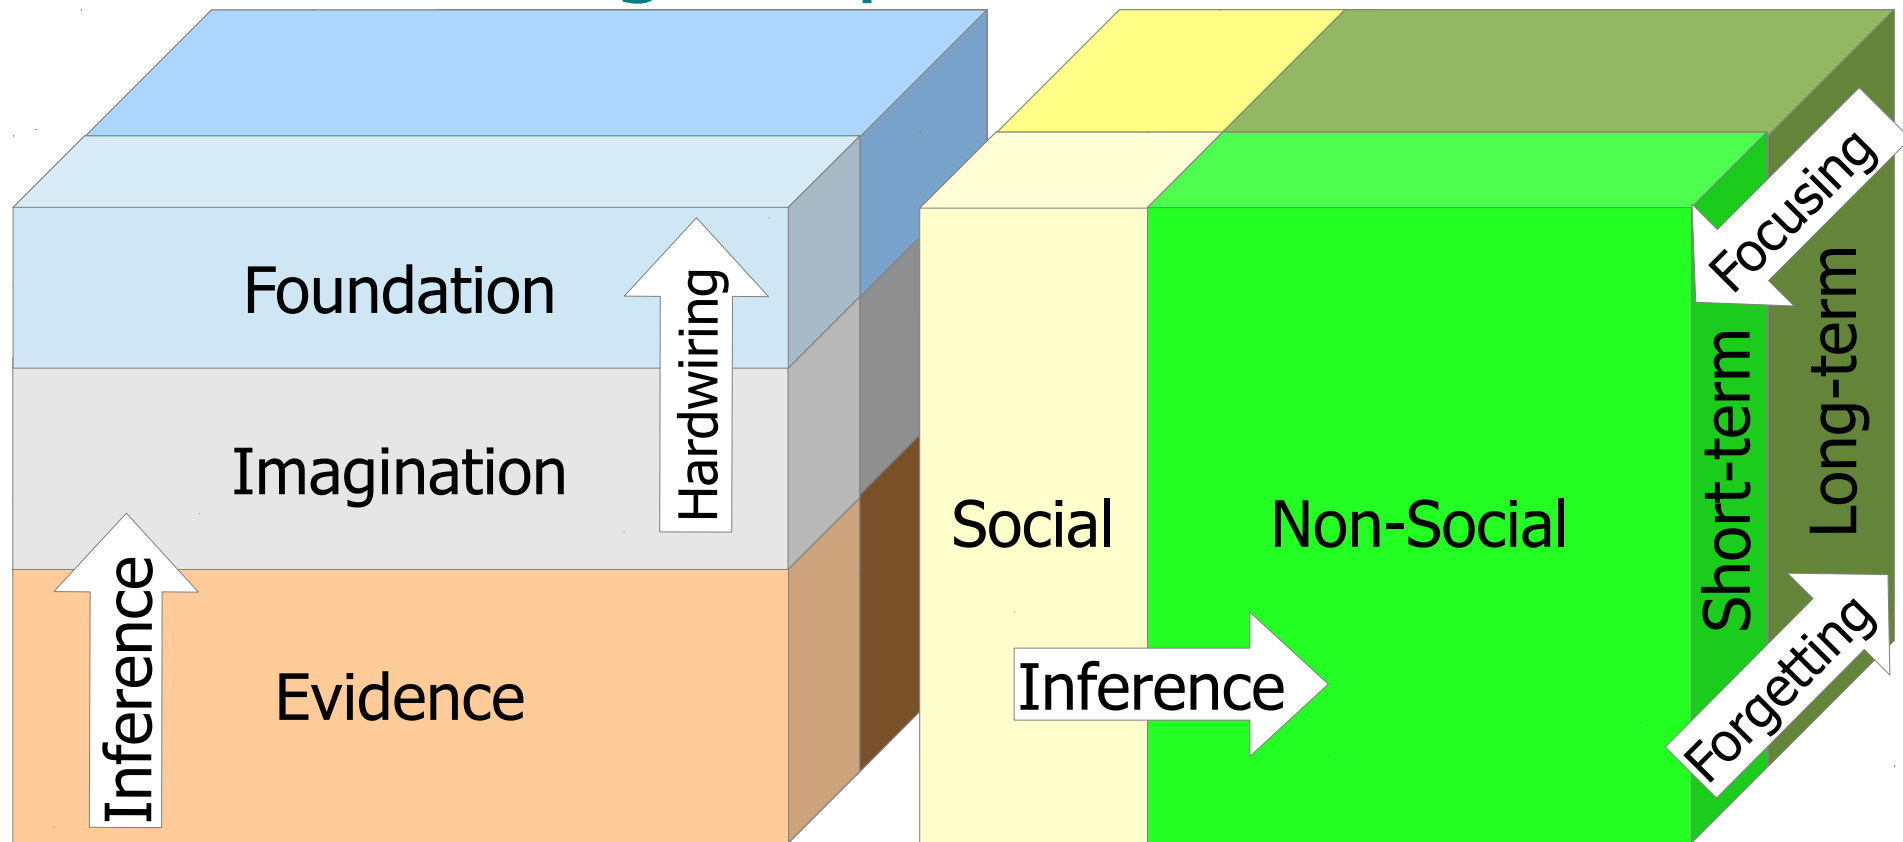 Foundation
Hardwiring
Imagination
Inference
Evidence
Social
Non-Social
Inference
Short-term
Long-term
Focusing
Forgetting